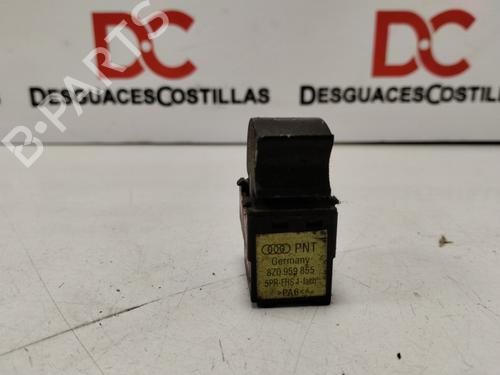 DC
DC
DESGUACESCOSTILLAS
DESGUACESCOSTILLAS
B-PARTS
PNT
Germany
8Z0 959 855
>PA6<